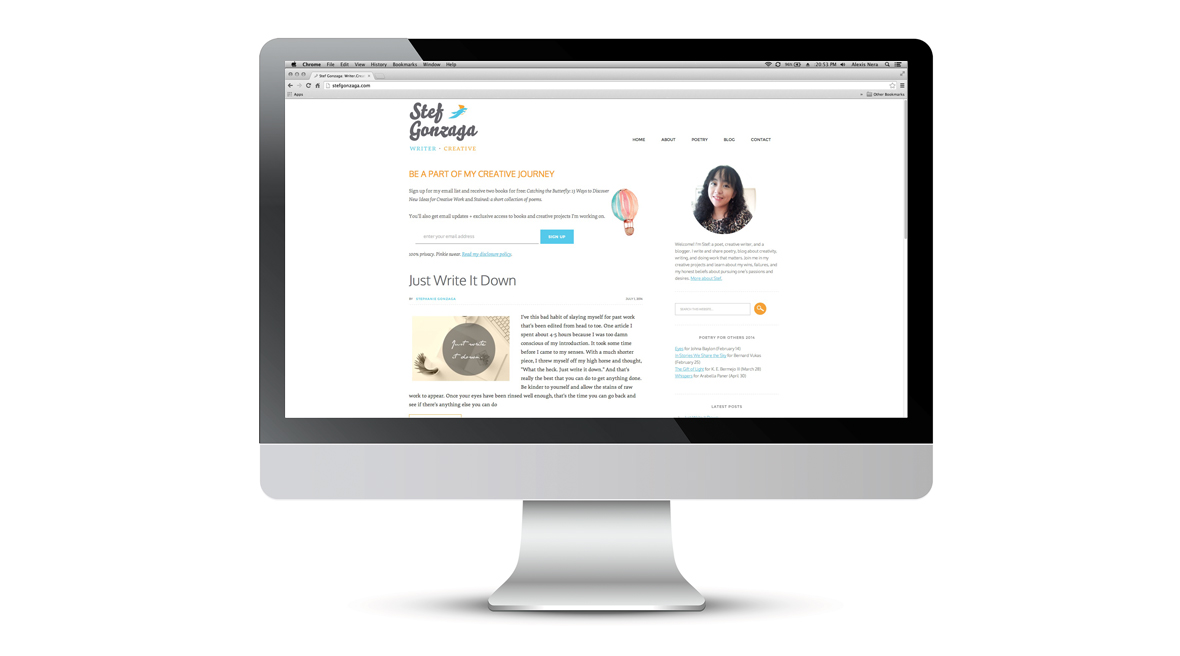 Chrome File Edit View History Bookmarks Window Help
20:53 PM Alexis Nera
Stef Gonzaga: Writer
stefgonzaga.com
Apps
Other Bookmarks
Stef
Gonzaga
WRITER - CREATIVE
HOME ABOUT POETRY BLOG CONTACT
BE A PART OF MY CREATIVE JOURNEY
Sign up for my email list and receive two books for free: Catching the Butterfly: 13 Ways to Discover
New Ideas for Creative Work and Stained: a short collection of poems.
You'll also get email updates + exclusive access to books and creative projects I'm working on.
enter your email address SIGN UP
100% privacy. Pinkie swear. Read my disclosure policy.
Just Write It Down
BY STEPHANIE GONZAGA
Just write
it down.
I've this bad habit of slaying myself for past work
that's been edited from head to toe. One article I
spent about 4-5 hours because I was too damn
conscious of my introduction. It took some time
before I came to my senses. With a much shorter
piece, I threw myself off my high horse and thought,
"What the heck. Just write it down." And that's
really the best that you can do to get anything done.
Be kinder to yourself and allow the stains of raw
work to appear. Once your eyes have been rinsed well enough, that's the time you can go back and
see if there's anything else you can do
Welcome! I'm Stef: a poet, creative writer, and a
blogger. I write and share poetry, blog about creativity,
writing, and doing work that matters. Join me in my
creative projects and learn about my wins, failures, and
my honest beliefs about pursuing one's passions and
desires. More about Stef.
POETRY FOR OTHERS 2014
for Johna Baylon (February 14)
In Stories We Share the Sky for Bernard Vukas
(February 25)
The Gift of Light for K. S. Bermejo III (March 28)
Whispers for Anatalia Paner (April 30)
LATEST POSTS